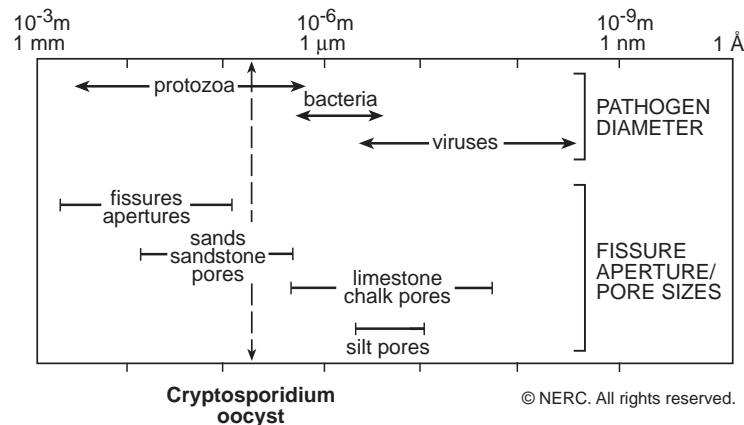 10⁻³m 10⁻⁶m 10⁻⁹m
1 mm 1 μm 1 nm 1 Å
protozoa
bacteria
viruses
PATHOGEN
DIAMETER
fissures
apertures
sands
sandstone
pores
limestone
chalk pores
silt pores
FISSURE
APERTURE/
PORE SIZES
Cryptosporidium
oocyst
© NERC. All rights reserved.